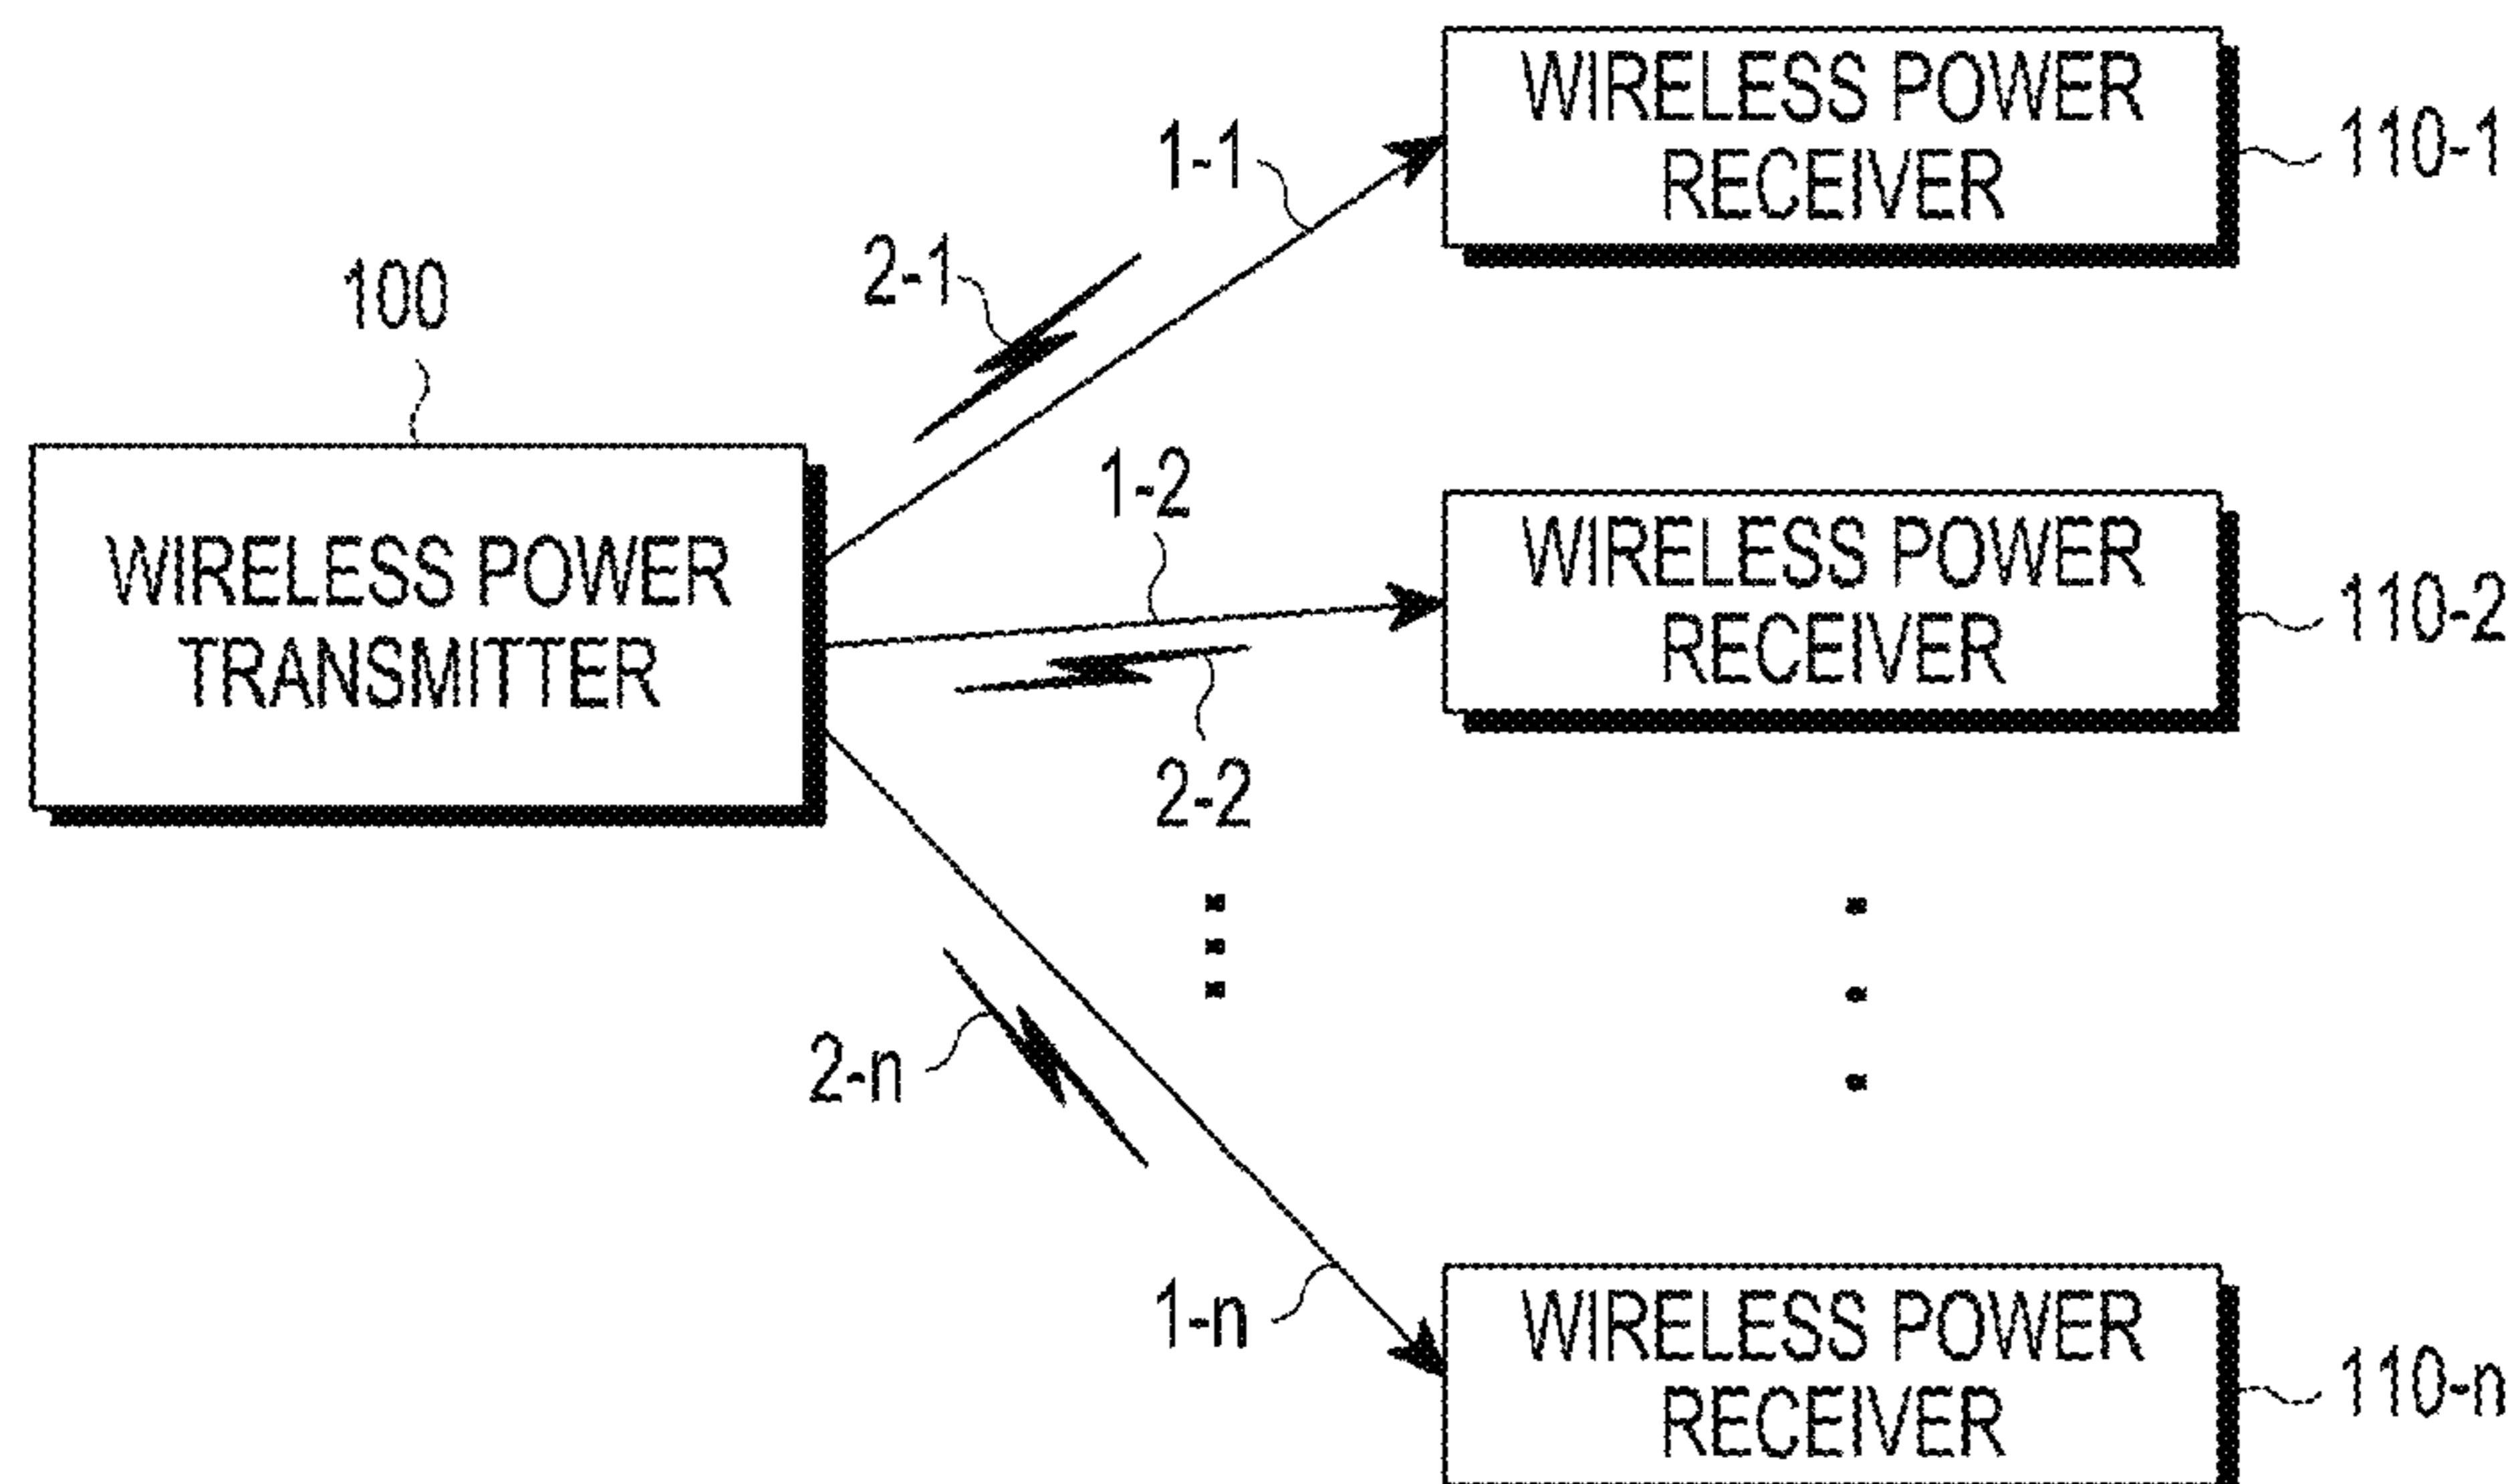 WIRELESS POWER
RECEIVER
110-1
1-1
2-1
100
1-2
WIRELESS POWER
TRANSMITTER
WIRELESS POWER
RECEIVER
110-2
2-2
2-n
1-n
WIRELESS POWER
RECEIVER
110-n